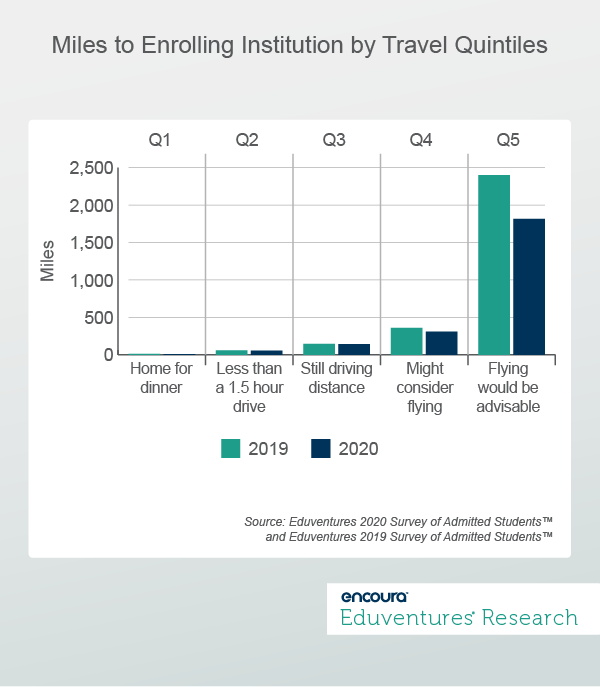 Miles to Enrolling Institution by Travel Quintiles
Q1 Q2 Q3 Q4 Q5
2,500
2,000
1,500
1,000
500
0
Miles
Home for
dinner
Less than
a 1.5 hour
drive
Still driving
distance
Might
consider
flying
Flying
would be
advisable
2019 2020
Source: Eduventures 2020 Survey of Admitted Students™
and Eduventures 2019 Survey of Admitted Students™
encoura®
Eduventures® Research